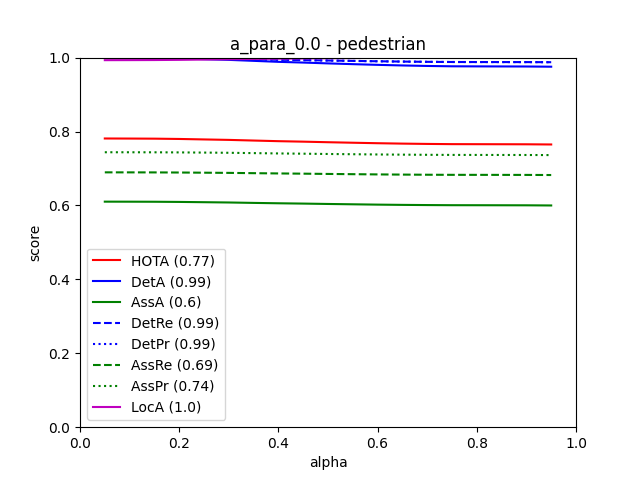 a_para_0.0 - pedestrian
1.0
0.8
0.6
0.4
0.2
0.0
score
HOTA (0.77)
DetA (0.99)
AssA (0.6)
DetRe (0.99)
DetPr (0.99)
AssRe (0.69)
AssPr (0.74)
LocA (1.0)
0.0 0.2 0.4 0.6 0.8 1.0
alpha